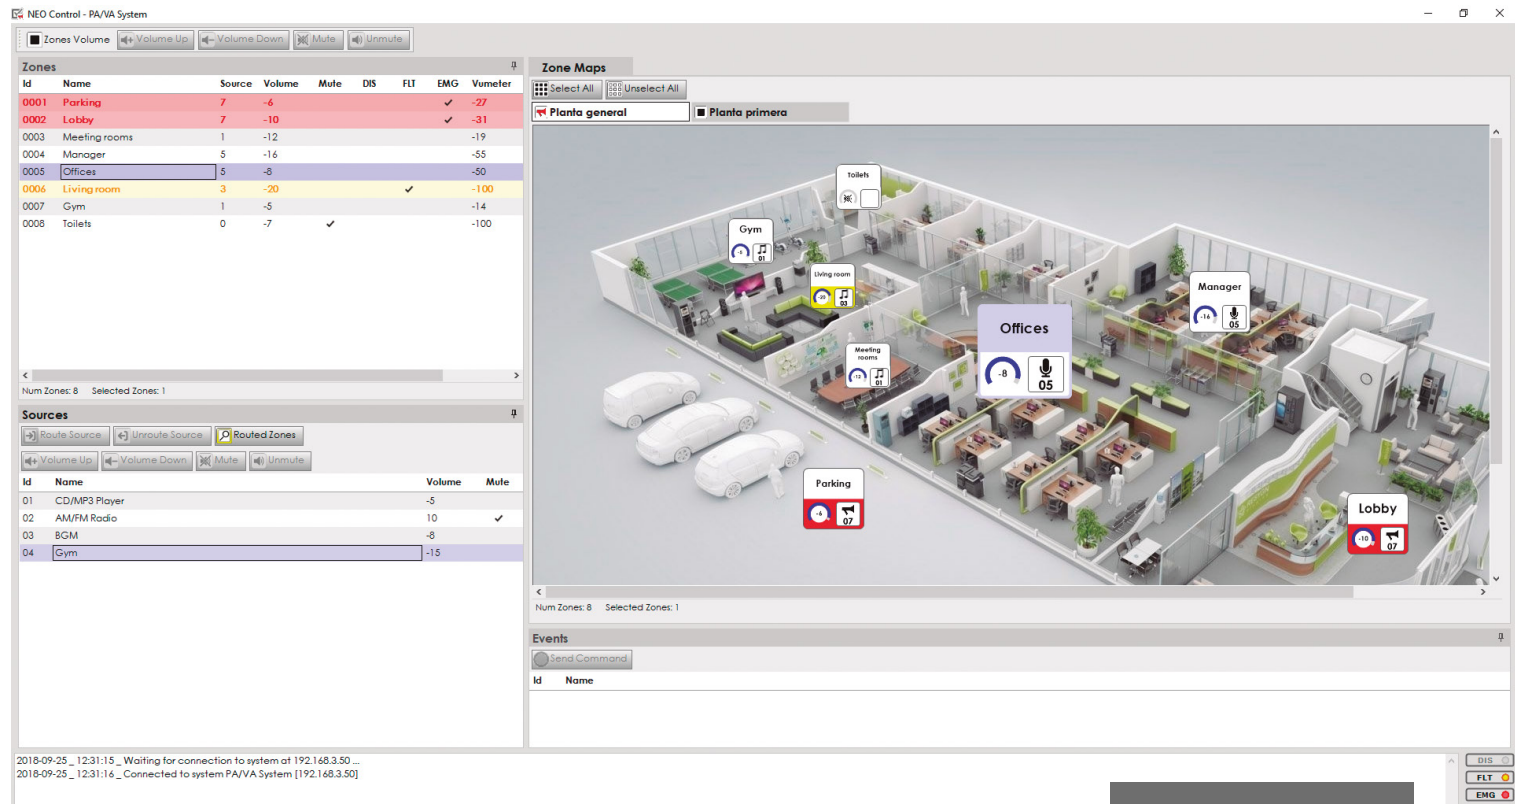 NEO Control - PA/VA System
Zones Volume Volume Up Volume Down Mute Unmute
Zones
Id Name Source Volume Mute DIS FLT EMG Vumeter
0001 Parking 7 -6 ✓ -27
0002 Lobby 7 -10 ✓ -31
0003 Meeting rooms 1 -12 -19
0004 Manager 5 -16 -55
0005 Offices 5 -8 -50
0006 Living room 3 -20 ✓ -100
0007 Gym 1 -5 -14
0008 Toilets 0 -7 ✓ -100
Num Zones: 8 Selected Zones: 1
Sources
Route Source Unroute Source Routed Zones
Volume Up Volume Down Mute Unmute
Id Name Volume Mute
01 CD/MP3 Player -5
02 AM/FM Radio 10 ✓
03 BGM -8
04 Gym -15
Zone Maps
Select All Unselect All
Planta general Planta primera
Toilets
Gym
-5 01
Living room
-20 03
Manager
-16 05
Offices
-8 05
Meeting
rooms
-12 01
Parking
-6 07
Lobby
-10 07
Num Zones: 8 Selected Zones: 1
Events
Send Command
Id Name
2018-09-25 _ 12:31:15 _ Waiting for connection to system at 192.168.3.50 ...
2018-09-25 _ 12:31:16 _ Connected to system PA/VA System [192.168.3.50]
DIS
FLT
EMG